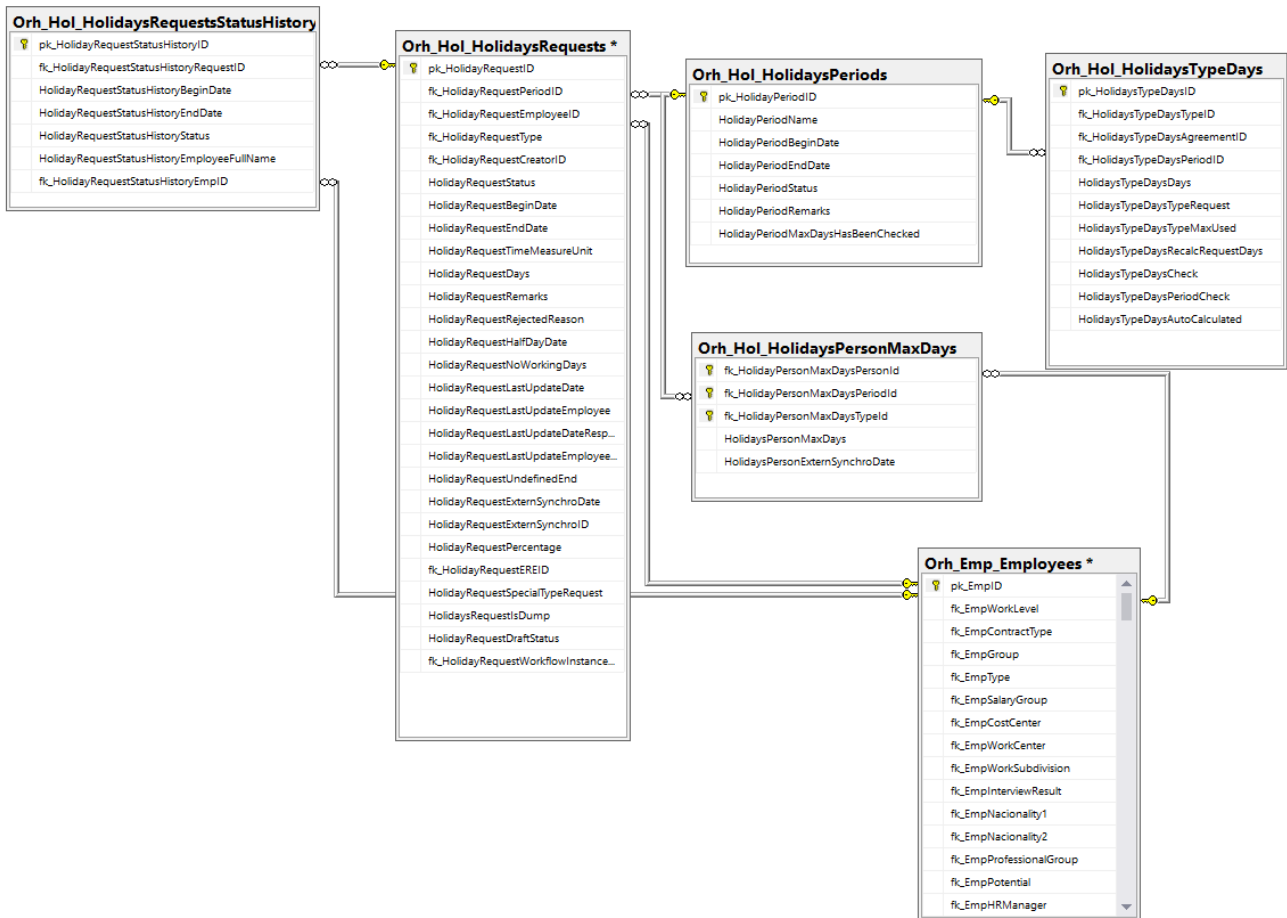 Orh_Hol_HolidaysRequestsStatusHistory
pk_HolidayRequestStatusHistoryID
fk_HolidayRequestStatusHistoryRequestID
HolidayRequestStatusHistoryBeginDate
HolidayRequestStatusHistoryEndDate
HolidayRequestStatusHistoryStatus
HolidayRequestStatusHistoryEmployeeFullName
fk_HolidayRequestStatusHistoryEmpID
Orh_Hol_HolidaysRequests *
pk_HolidayRequestID
fk_HolidayRequestPeriodID
fk_HolidayRequestEmployeeID
fk_HolidayRequestType
fk_HolidayRequestCreatorID
HolidayRequestStatus
HolidayRequestBeginDate
HolidayRequestEndDate
HolidayRequestTimeMeasureUnit
HolidayRequestDays
HolidayRequestRemarks
HolidayRequestRejectedReason
HolidayRequestHalfDayDate
HolidayRequestNoWorkingDays
HolidayRequestLastUpdateDate
HolidayRequestLastUpdateEmployee
HolidayRequestLastUpdateDateResp...
HolidayRequestLastUpdateEmployee...
HolidayRequestUndefinedEnd
HolidayRequestExternSynchroDate
HolidayRequestExternSynchroID
HolidayRequestPercentage
fk_HolidayRequestEREID
HolidayRequestSpecialTypeRequest
HolidaysRequestIsDump
HolidayRequestDraftStatus
fk_HolidayRequestWorkflowInstance...
Orh_Hol_HolidaysPeriods
pk_HolidayPeriodID
HolidayPeriodName
HolidayPeriodBeginDate
HolidayPeriodEndDate
HolidayPeriodStatus
HolidayPeriodRemarks
HolidayPeriodMaxDaysHasBeenChecked
Orh_Hol_HolidaysTypeDays
pk_HolidaysTypeDaysID
fk_HolidaysTypeDaysTypeID
fk_HolidaysTypeDaysAgreementID
fk_HolidaysTypeDaysPeriodID
HolidaysTypeDaysDays
HolidaysTypeDaysTypeRequest
HolidaysTypeDaysTypeMaxUsed
HolidaysTypeDaysRecalcRequestDays
HolidaysTypeDaysCheck
HolidaysTypeDaysPeriodCheck
HolidaysTypeDaysAutoCalculated
Orh_Hol_HolidaysPersonMaxDays
fk_HolidayPersonMaxDaysPersonId
fk_HolidayPersonMaxDaysPeriodId
fk_HolidayPersonMaxDaysTypeId
HolidaysPersonMaxDays
HolidaysPersonExternSynchroDate
Orh_Emp_Employees *
pk_EmpID
fk_EmpWorkLevel
fk_EmpContractType
fk_EmpGroup
fk_EmpType
fk_EmpSalaryGroup
fk_EmpCostCenter
fk_EmpWorkCenter
fk_EmpWorkSubdivision
fk_EmpInterviewResult
fk_EmpNacionality1
fk_EmpNacionality2
fk_EmpProfessionalGroup
fk_EmpPotential
fk_EmpHRManager